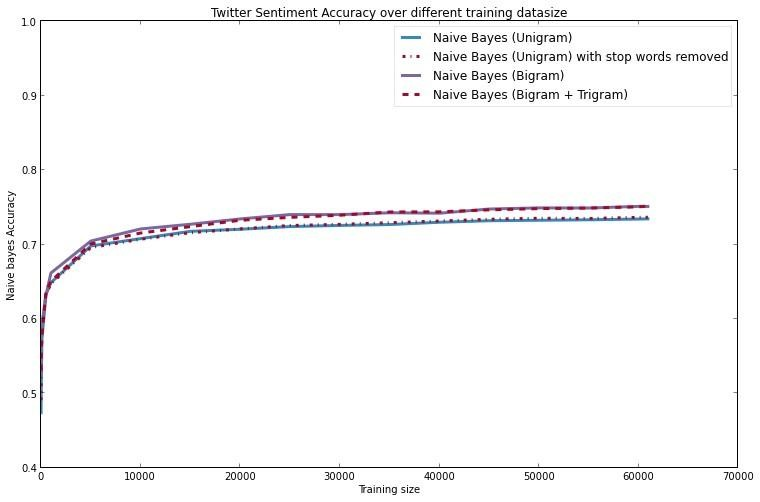 Twitter Sentiment Accuracy over different training datasize
1.0
Naive Bayes (Unigram)
Naive Bayes (Unigram) with stop words removed
Naive Bayes (Bigram)
Naive Bayes (Bigram + Trigram)
0.9
0.8
Naive bayes Accuracy
0.7
0.6
0.5
0.4
0 10000 20000 30000 40000 50000 60000 70000
Training size